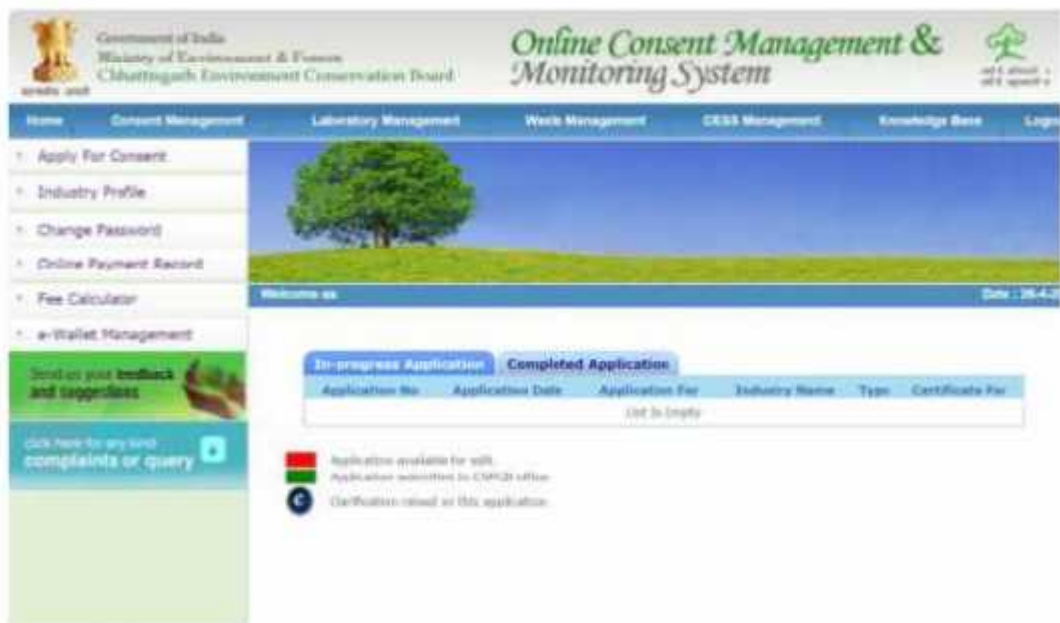 Government of India
Ministry of Environment & Forests
Chhattisgarh Environment Conservation Board
Online Consent Management &
Monitoring System
Home Consent Management Laboratory Management Waste Management CESS Management Knowledge Base
Apply For Consent
Industry Profile
Change Password
Online Payment Record
Fee Calculator
e-Wallet Management
Welcome as
Date :
Send us your feedback
and suggestions
click here for any kind
complaints or query
In-progress Application Completed Application
Application No Application Date Application For Industry Name Type Certificate For
List Is Empty
Application available for edit.
Application submitted to office.
C Clarification raised on this application.